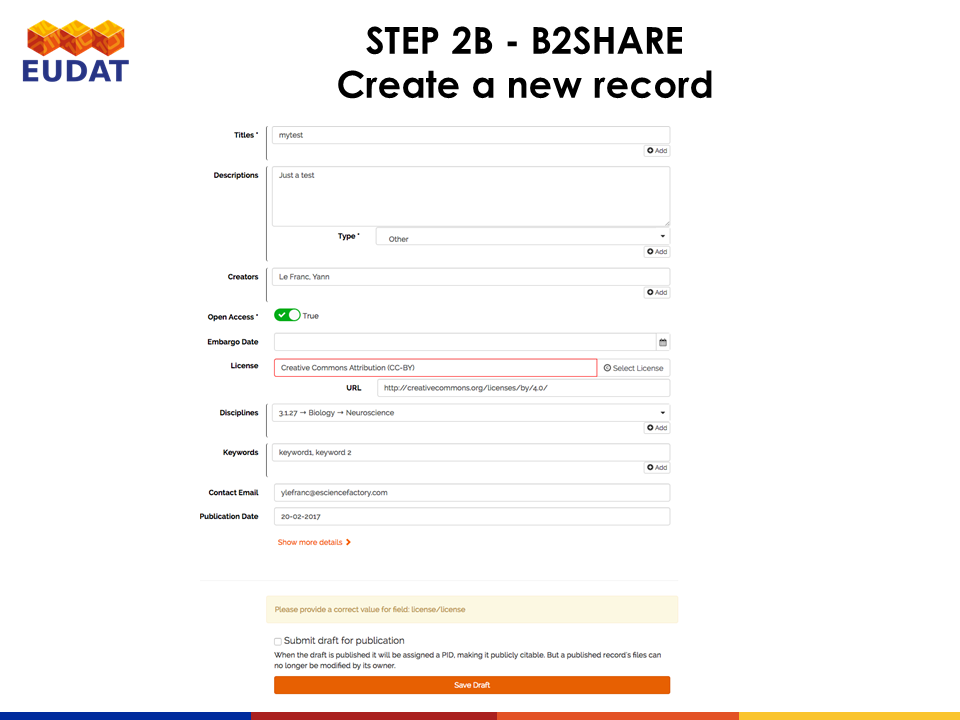 EUDAT
STEP 2B - B2SHARE
Create a new record
Titles * mytest
Add
Descriptions Just a test
Type * Other
Add
Creators Le Franc, Yann
Add
Open Access * True
Embargo Date
License Creative Commons Attribution (CC-BY) Select License
URL http://creativecommons.org/licenses/by/4.0/
Disciplines 3.1.27 → Biology → Neuroscience
Add
Keywords keyword1, keyword 2
Add
Contact Email ylefranc@esciencefactory.com
Publication Date 20-02-2017
Show more details
Please provide a correct value for field: license/license
Submit draft for publication
When the draft is published it will be assigned a PID, making it publicly citable. But a published record's files can
no longer be modified by its owner.
Save Draft